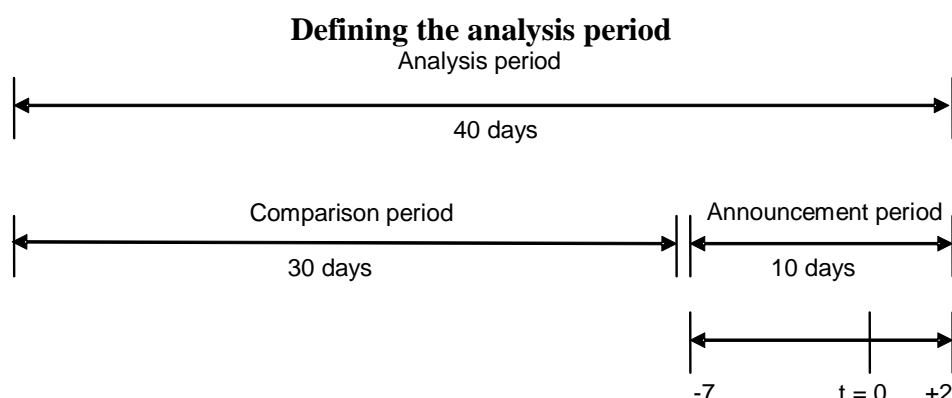 Defining the analysis period
Analysis period
40 days
Comparison period
Announcement period
30 days
10 days
-7
t = 0
+2